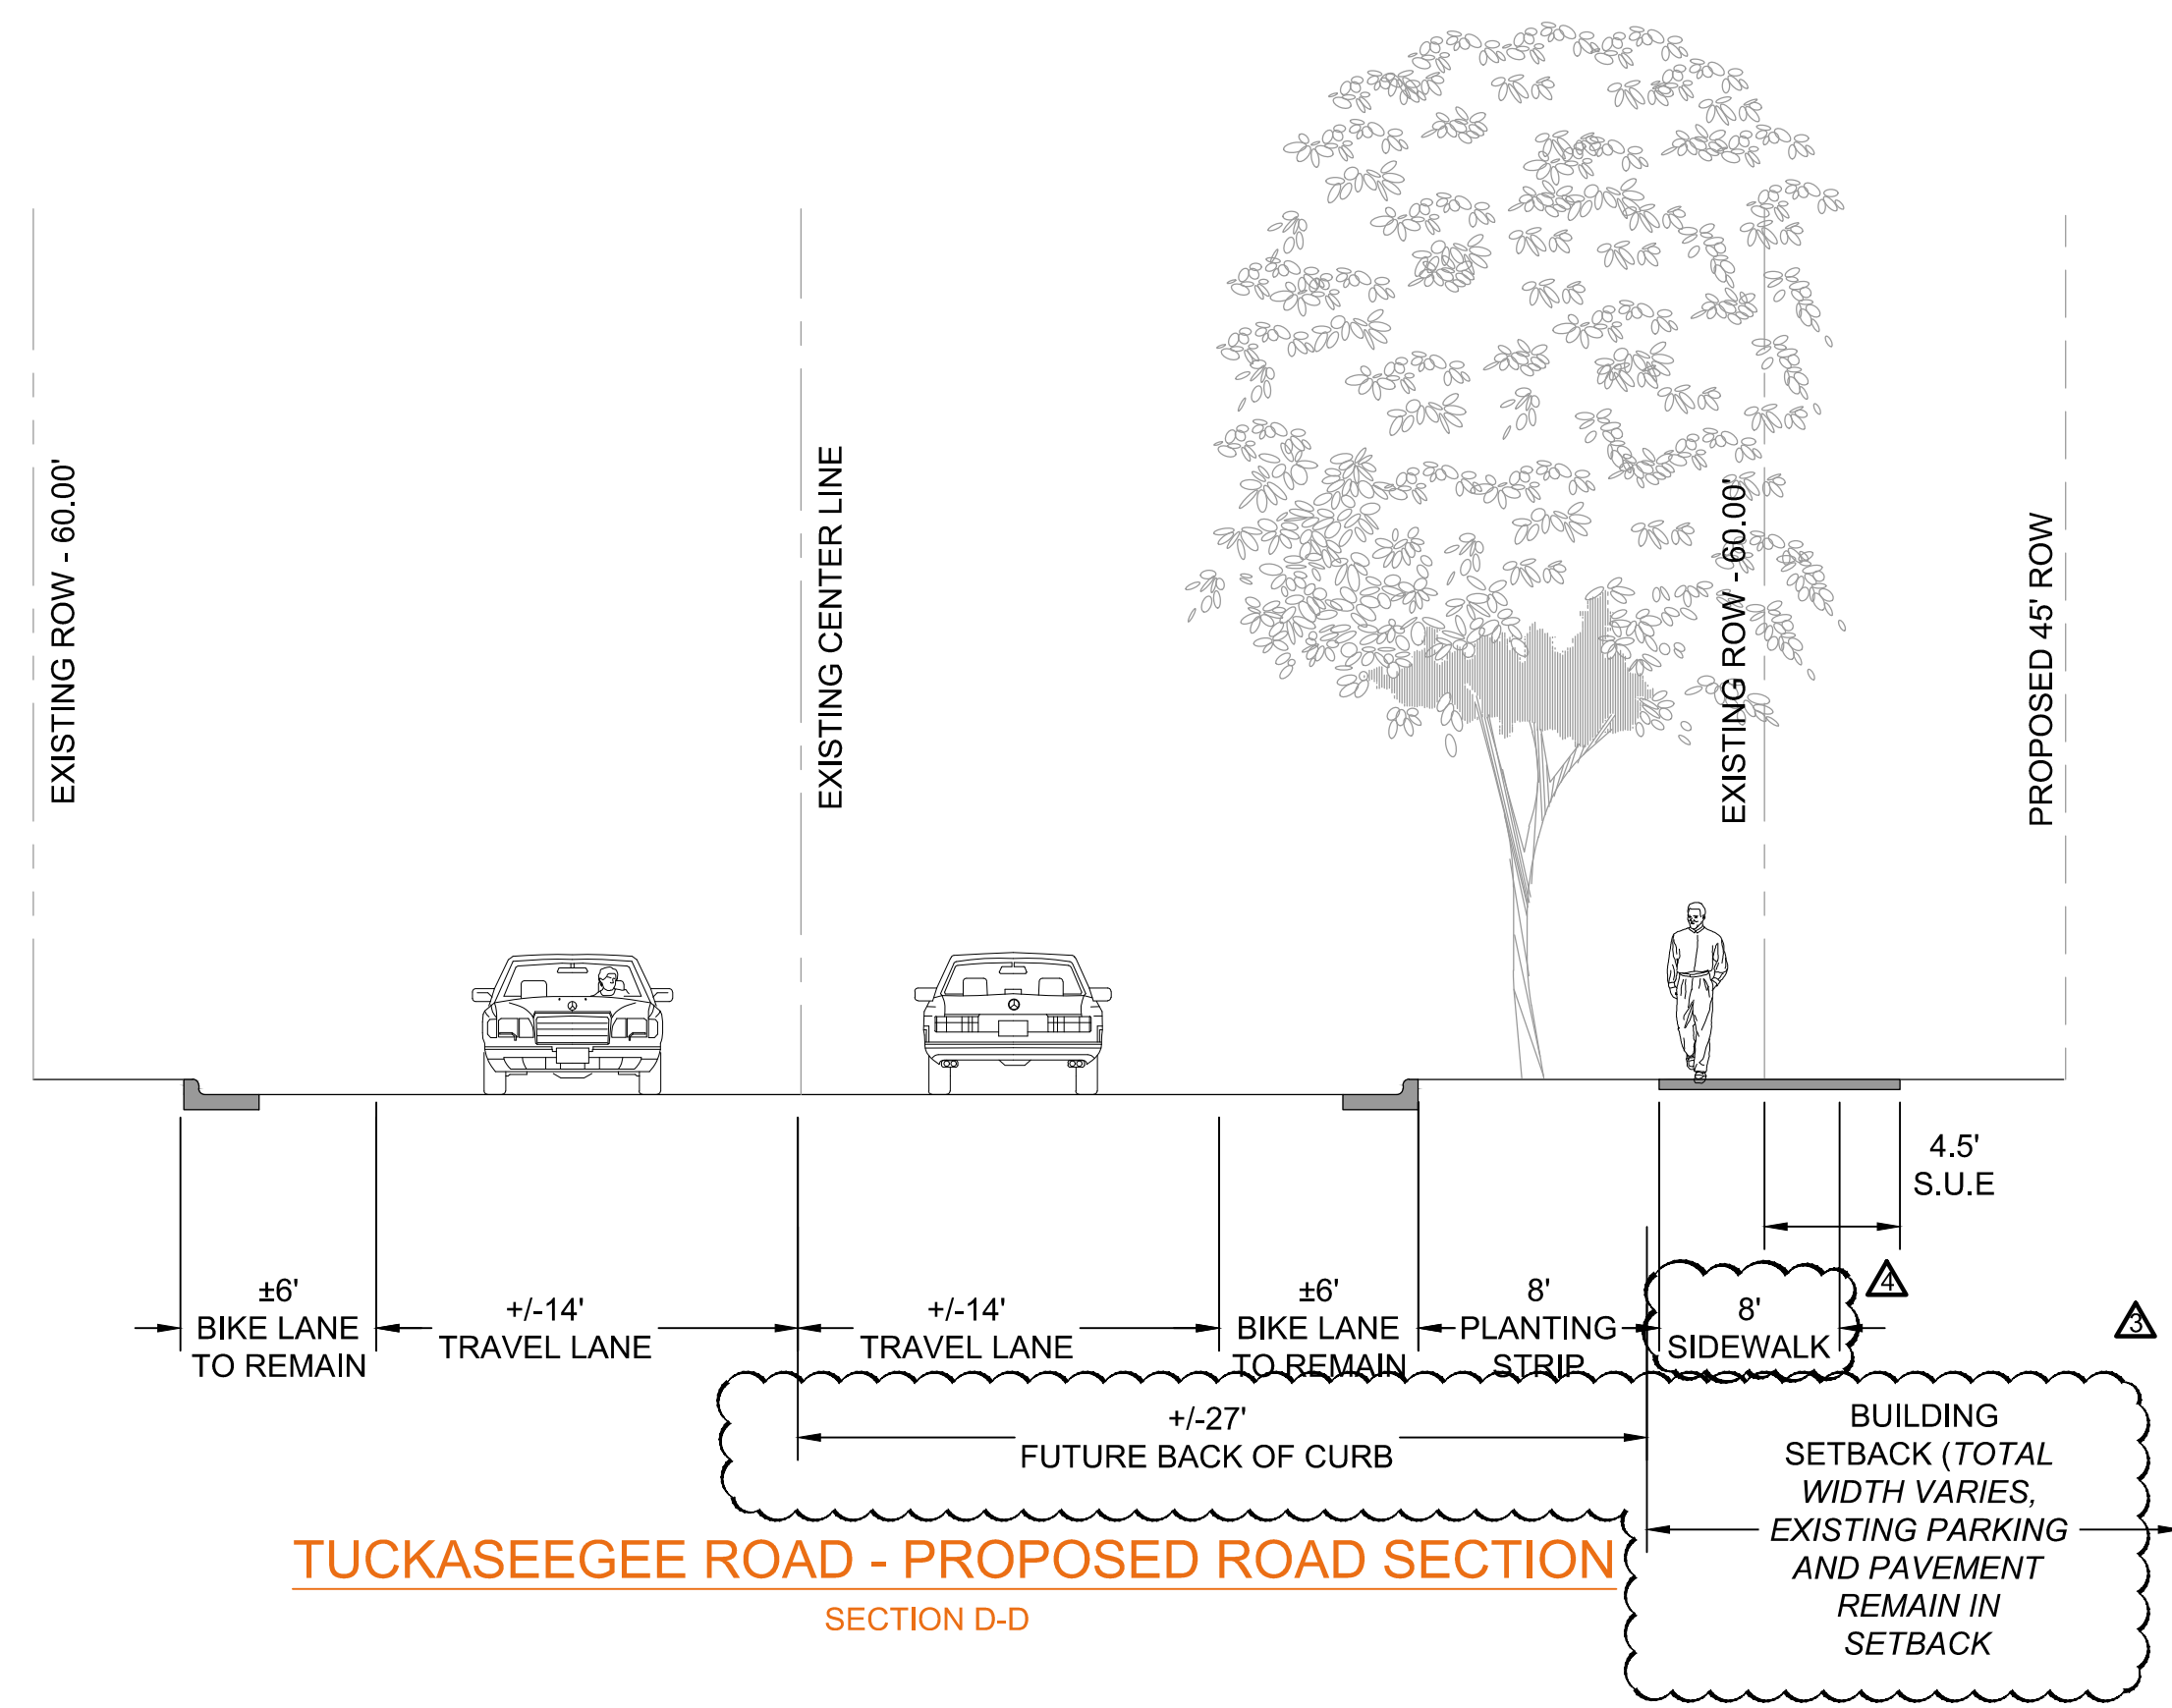 EXISTING ROW - 60.00'
EXISTING CENTER LINE
EXISTING ROW - 60.00'
PROPOSED 45' ROW
4.5'
S.U.E
±6'
BIKE LANE
TO REMAIN
+/-14'
TRAVEL LANE
+/-14'
TRAVEL LANE
±6'
BIKE LANE
TO REMAIN
8'
PLANTING
STRIP
8'
SIDEWALK
4
3
+/-27'
FUTURE BACK OF CURB
BUILDING
SETBACK (TOTAL
WIDTH VARIES,
EXISTING PARKING
AND PAVEMENT
REMAIN IN
SETBACK
TUCKASEEGEE ROAD - PROPOSED ROAD SECTION
SECTION D-D